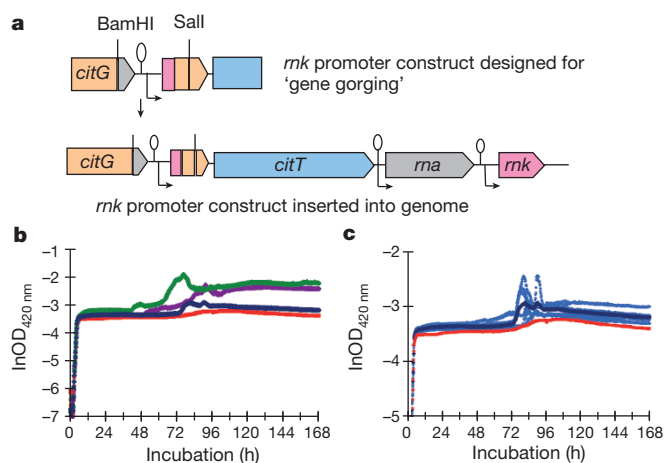 a
BamHI
SalI
citG
rnk promoter construct designed for
‘gene gorging’
citG
citT
rna
rnk
rnk promoter construct inserted into genome
b
–1
–2
–3
–4
–5
–6
–7
lnOD420 nm
0 24 48 72 96 120 144 168
Incubation (h)
c
–2
–3
–4
–5
lnOD420 nm
0 24 48 72 96 120 144 168
Incubation (h)